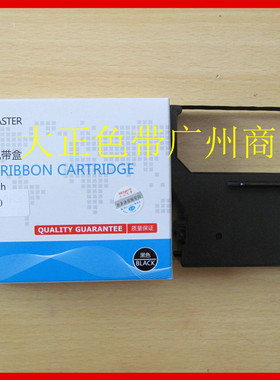 ASTER
大正色带广州商
带盒
RIBBON CARTRIDGE
h
)
QUALITY GUARANTEE
品质保证
黑色
BLACK